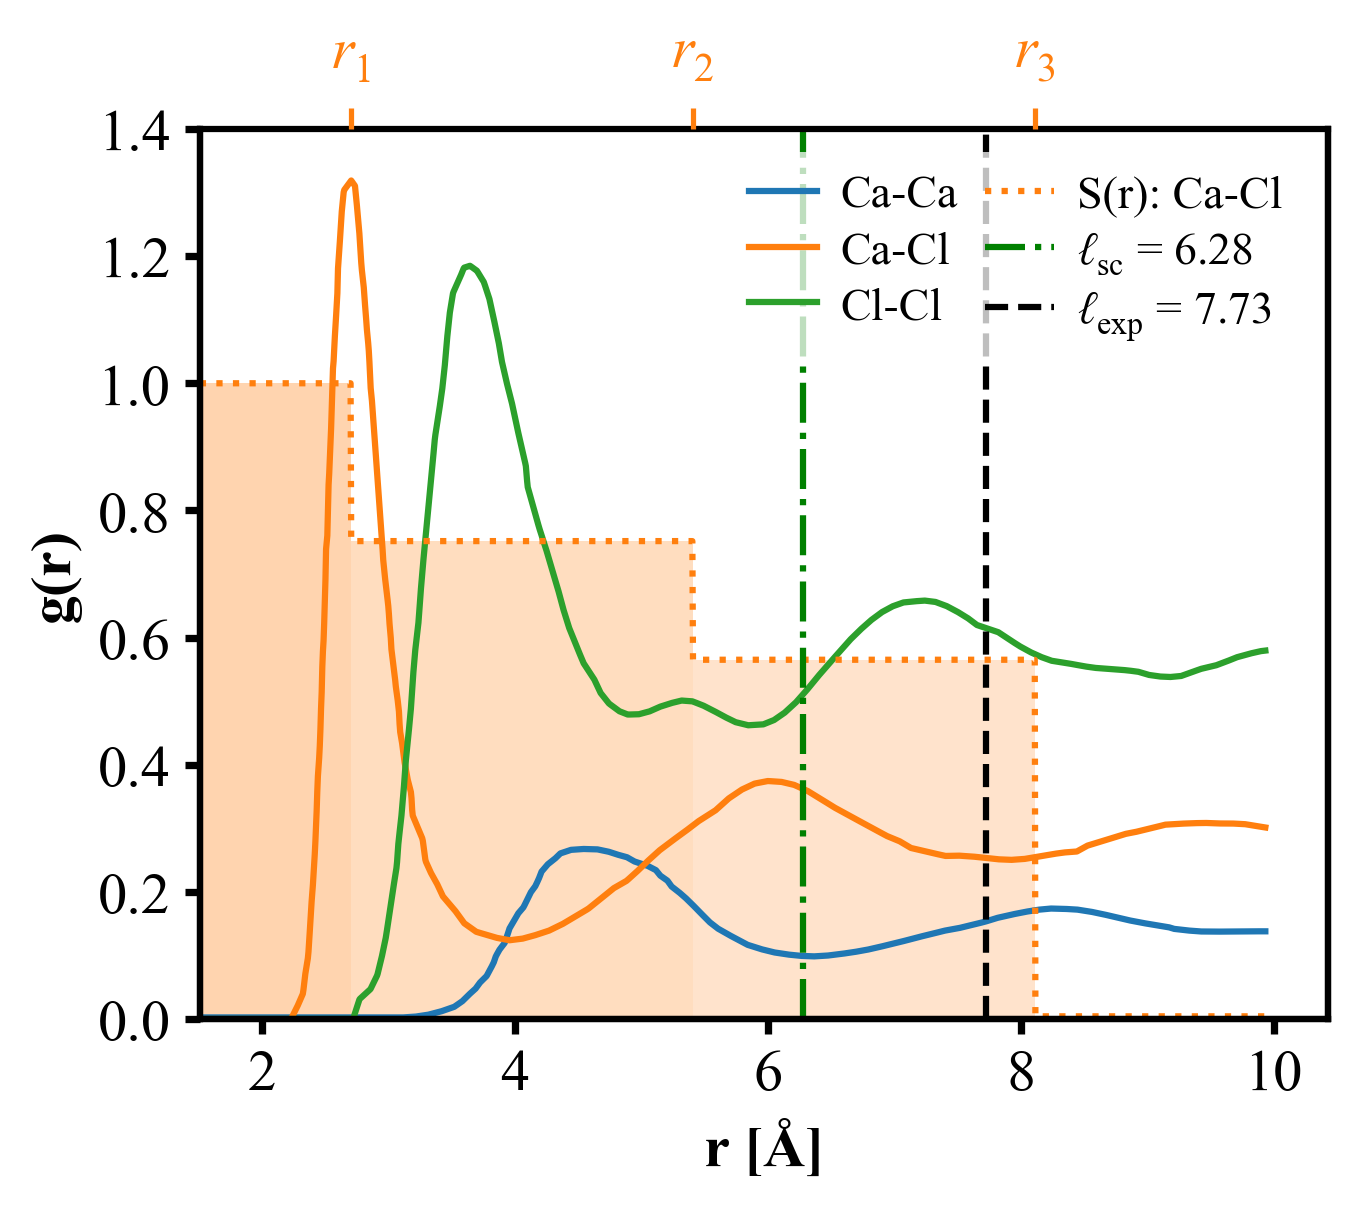 r1 r2 r3
1.4
1.2
1.0
0.8
0.6
0.4
0.2
0.0
g(r)
Ca-Ca
Ca-Cl
Cl-Cl
S(r): Ca-Cl
ℓsc = 6.28
ℓexp = 7.73
2 4 6 8 10
r [Å]